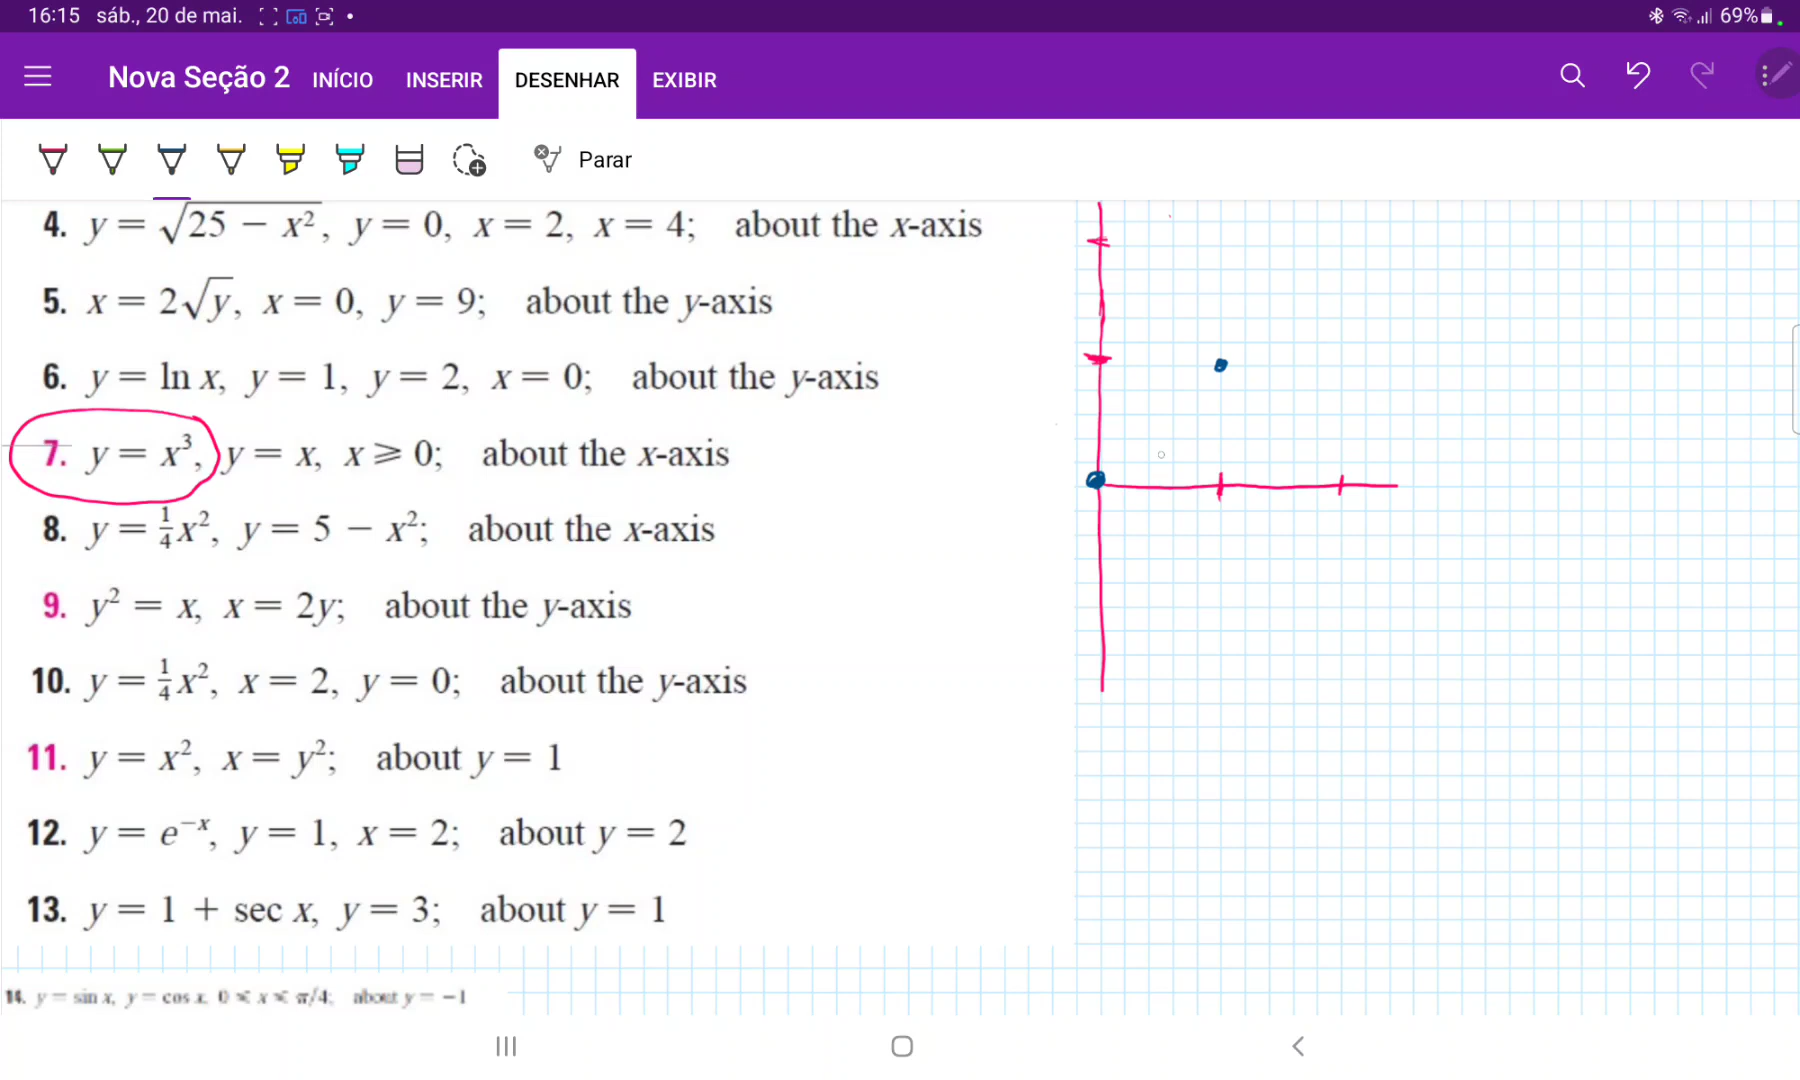 16:15 sáb., 20 de mai. 69%
Nova Seção 2 INÍCIO INSERIR DESENHAR EXIBIR
Parar
4. y = √25 − x², y = 0, x = 2, x = 4; about the x-axis
5. x = 2√y, x = 0, y = 9; about the y-axis
6. y = ln x, y = 1, y = 2, x = 0; about the y-axis
7. y = x³, y = x, x ⩾ 0; about the x-axis
8. y = ¼x², y = 5 − x²; about the x-axis
9. y² = x, x = 2y; about the y-axis
10. y = ¼x², x = 2, y = 0; about the y-axis
11. y = x², x = y²; about y = 1
12. y = e⁻ˣ, y = 1, x = 2; about y = 2
13. y = 1 + sec x, y = 3; about y = 1
14. y = sin x, y = cos x, 0 ⩽ x ⩽ π/4; about y = −1